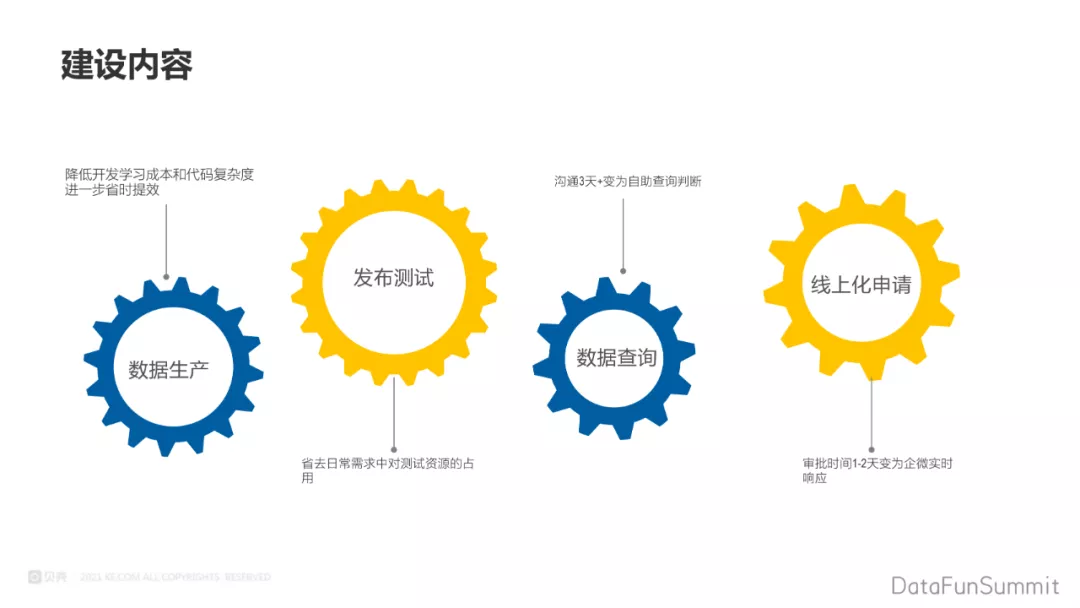 建设内容
降低开发学习成本和代码复杂度
进一步省时提效
数据生产
发布测试
省去日常需求中对测试资源的占
用
沟通3天+变为自助查询判断
数据查询
线上化申请
审批时间1-2天变为企微实时
响应
贝壳 2021 KE.COM ALL COPYRIGHTS RESERVED
DataFunSummit